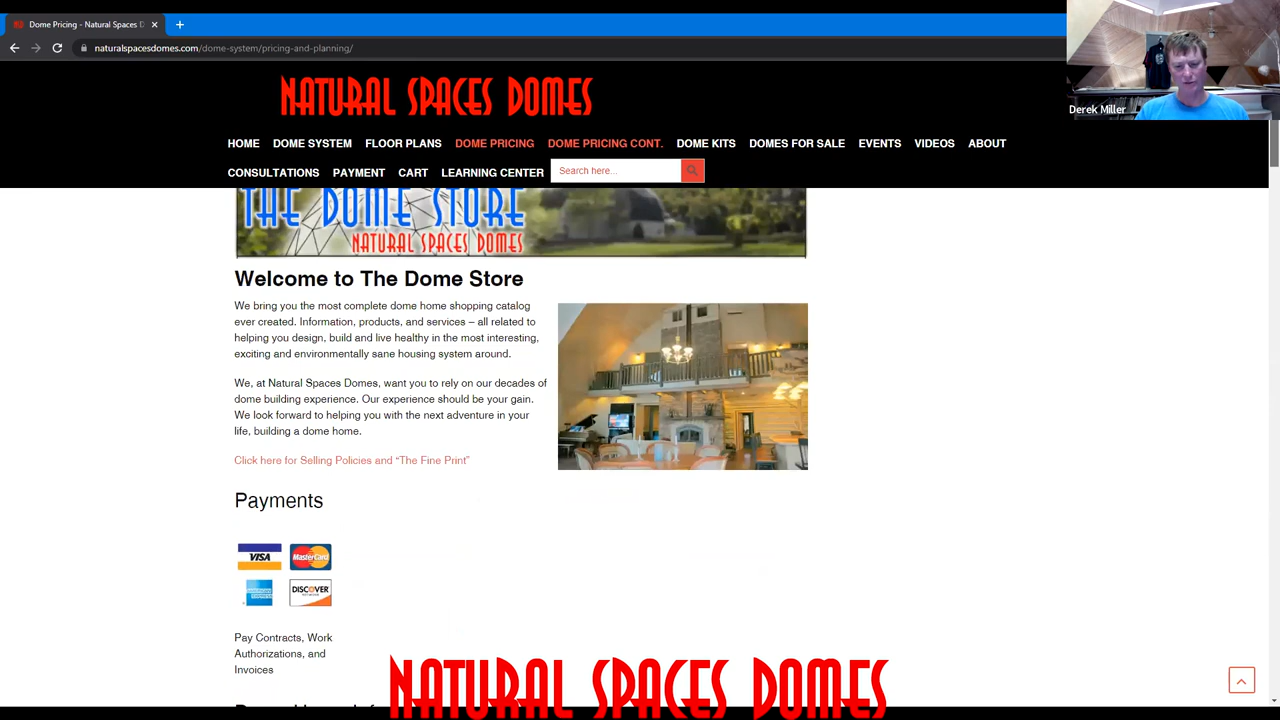 Dome Pricing - Natural Spaces D
naturalspacesdomes.com/dome-system/pricing-and-planning/
Derek Miller
NATURAL SPACES DOMES
HOME DOME SYSTEM FLOOR PLANS DOME PRICING DOME PRICING CONT. DOME KITS DOMES FOR SALE EVENTS VIDEOS ABOUT
CONSULTATIONS PAYMENT CART LEARNING CENTER Search here...
THE DOME STORE
NATURAL SPACES DOMES
Welcome to The Dome Store
We bring you the most complete dome home shopping catalog
ever created. Information, products, and services – all related to
helping you design, build and live healthy in the most interesting,
exciting and environmentally sane housing system around.
We, at Natural Spaces Domes, want you to rely on our decades of
dome building experience. Our experience should be your gain.
We look forward to helping you with the next adventure in your
life, building a dome home.
Click here for Selling Policies and “The Fine Print”
Payments
VISA MasterCard
DISCOVER
Pay Contracts, Work
Authorizations, and
Invoices
NATURAL SPACES DOMES